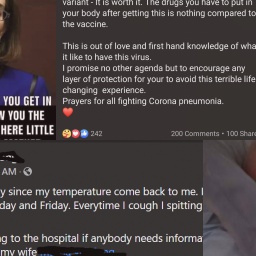 variant - It is worth it. The drugs you have to put in
your body after getting this is nothing compared to
the vaccine.
This is out of love and first hand knowledge of wha
it like to have this virus.
I promise no other agenda but to encourage any
layer of protection for your to avoid this terrible life
changing experience.
Prayers for all fighting Corona pneumonia.
YOU GET IN
W YOU THE
HERE LITTLE
242
200 Comments • 100 Share
AM ·
y since my temperature come back to me. I
day and Friday. Everytime I cough I spitting
g to the hospital if anybody needs informa
my wife